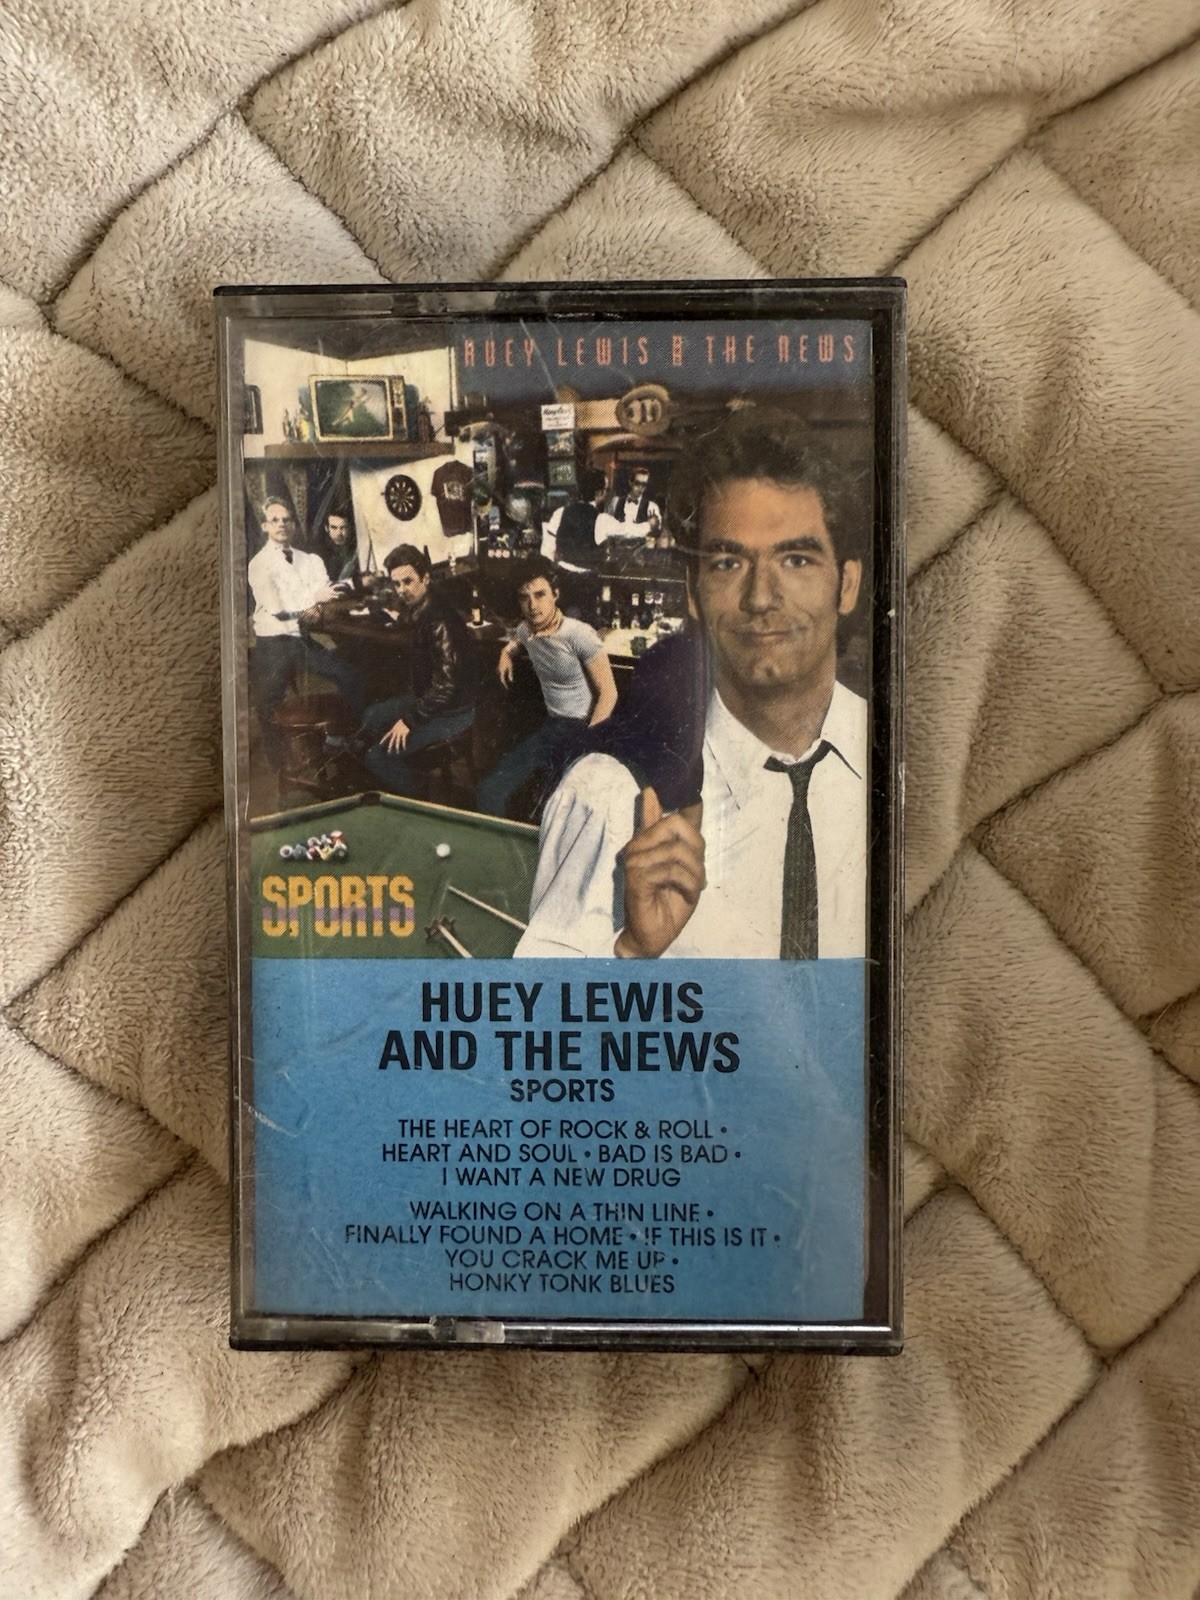 HUEY LEWIS & THE NEWS
SPORTS
HUEY LEWIS
AND THE NEWS
SPORTS
THE HEART OF ROCK & ROLL •
HEART AND SOUL • BAD IS BAD •
I WANT A NEW DRUG
WALKING ON A THIN LINE •
FINALLY FOUND A HOME • IF THIS IS IT •
YOU CRACK ME UP •
HONKY TONK BLUES